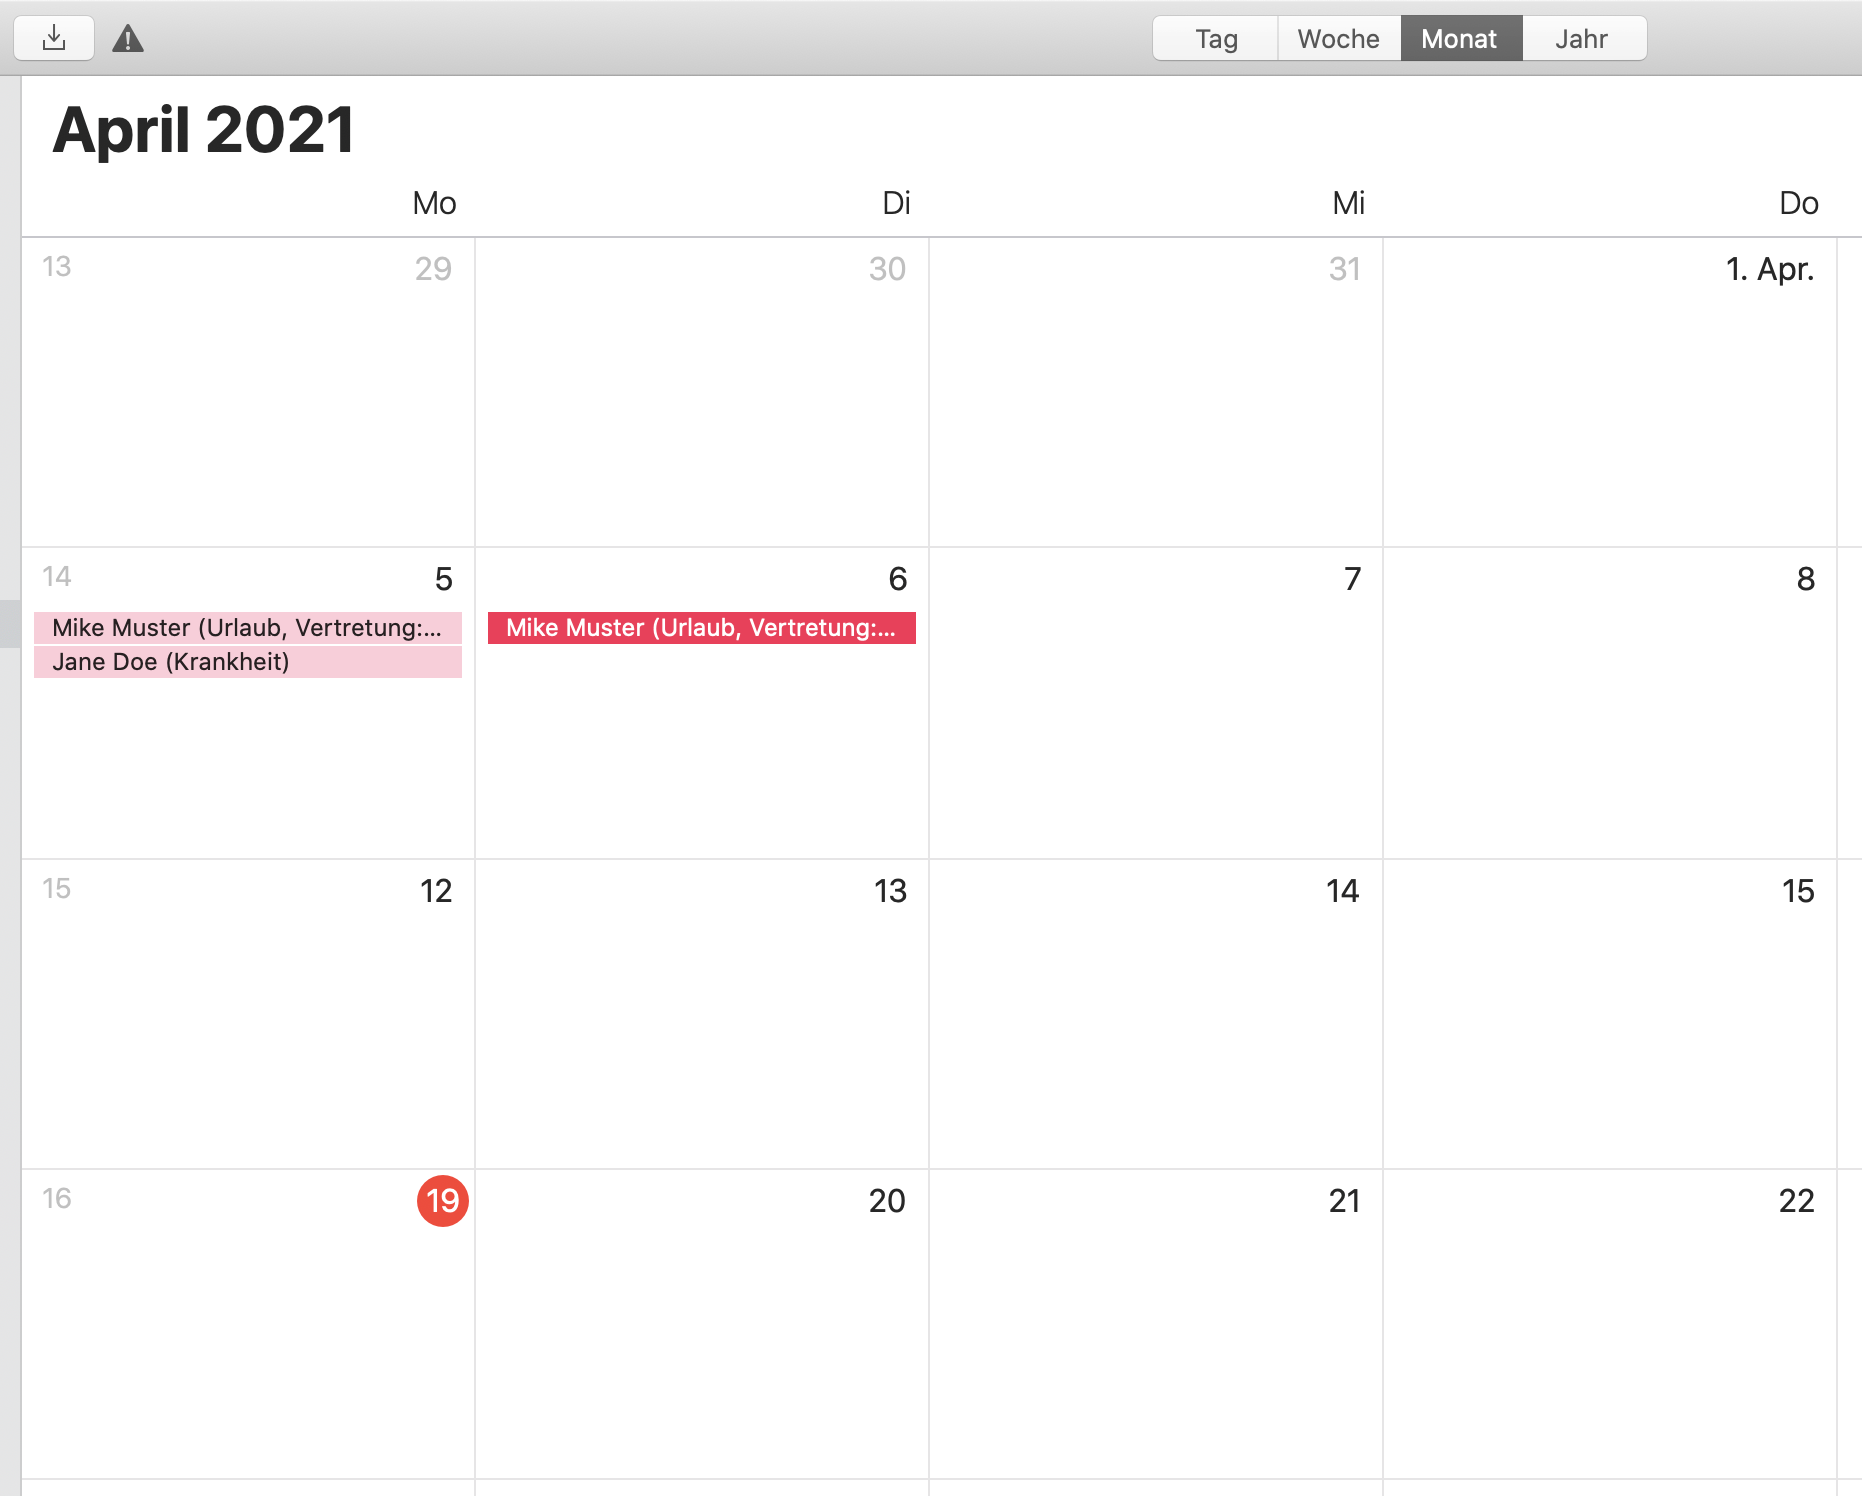 Tag Woche Monat Jahr
April 2021
Mo Di Mi Do
13 29 30 31 1. Apr.
14 5 6 7 8
Mike Muster (Urlaub, Vertretung:... Mike Muster (Urlaub, Vertretung:...
Jane Doe (Krankheit)
15 12 13 14 15
16 19 20 21 22